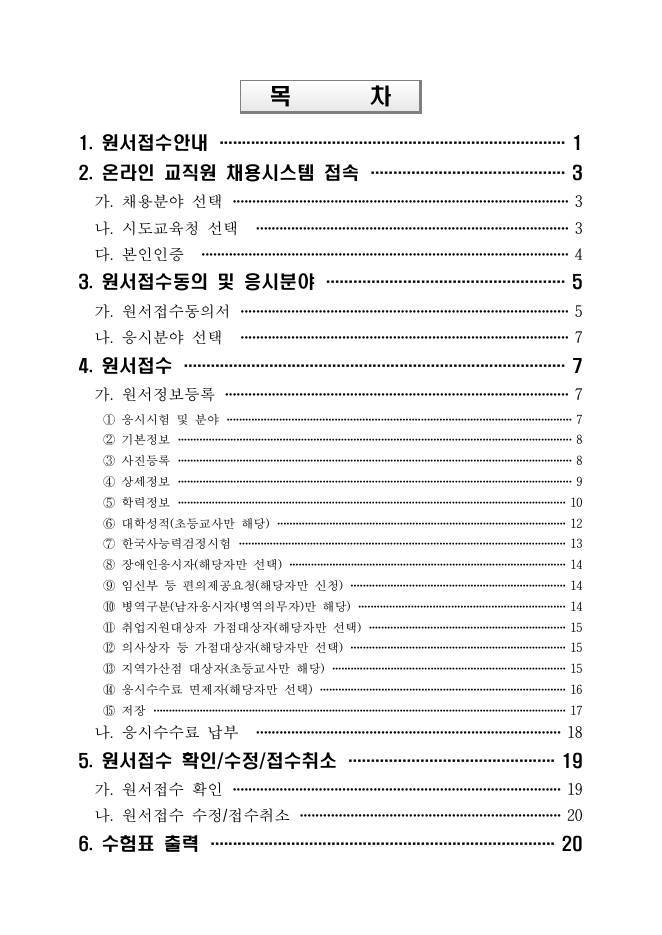 목 차
1. 원서접수안내 ························ 1
2. 온라인 교직원 채용시스템 접속 ························ 3
가. 채용분야 선택 ························ 3
나. 시도교육청 선택 ························ 3
다. 본인인증 ························ 4
3. 원서접수동의 및 응시분야 ························ 5
가. 원서접수동의서 ························ 5
나. 응시분야 선택 ························ 7
4. 원서접수 ························ 7
가. 원서정보등록 ························ 7
① 응시시험 및 분야 ························ 7
② 기본정보 ························ 8
③ 사진등록 ························ 8
④ 상세정보 ························ 9
⑤ 학력정보 ························ 10
⑥ 대학성적(초등교사만 해당) ························ 12
⑦ 한국사능력검정시험 ························ 13
⑧ 장애인응시자(해당자만 선택) ························ 14
⑨ 임신부 등 편의제공요청(해당자만 신청) ························ 14
⑩ 병역구분(남자응시자(병역의무자)만 해당) ························ 14
⑪ 취업지원대상자 가점대상자(해당자만 선택) ························ 15
⑫ 의사상자 등 가점대상자(해당자만 선택) ························ 15
⑬ 지역가산점 대상자(초등교사만 해당) ························ 15
⑭ 응시수수료 면제자(해당자만 선택) ························ 16
⑮ 저장 ························ 17
나. 응시수수료 납부 ························ 18
5. 원서접수 확인/수정/접수취소 ························ 19
가. 원서접수 확인 ························ 19
나. 원서접수 수정/접수취소 ························ 20
6. 수험표 출력 ························ 20